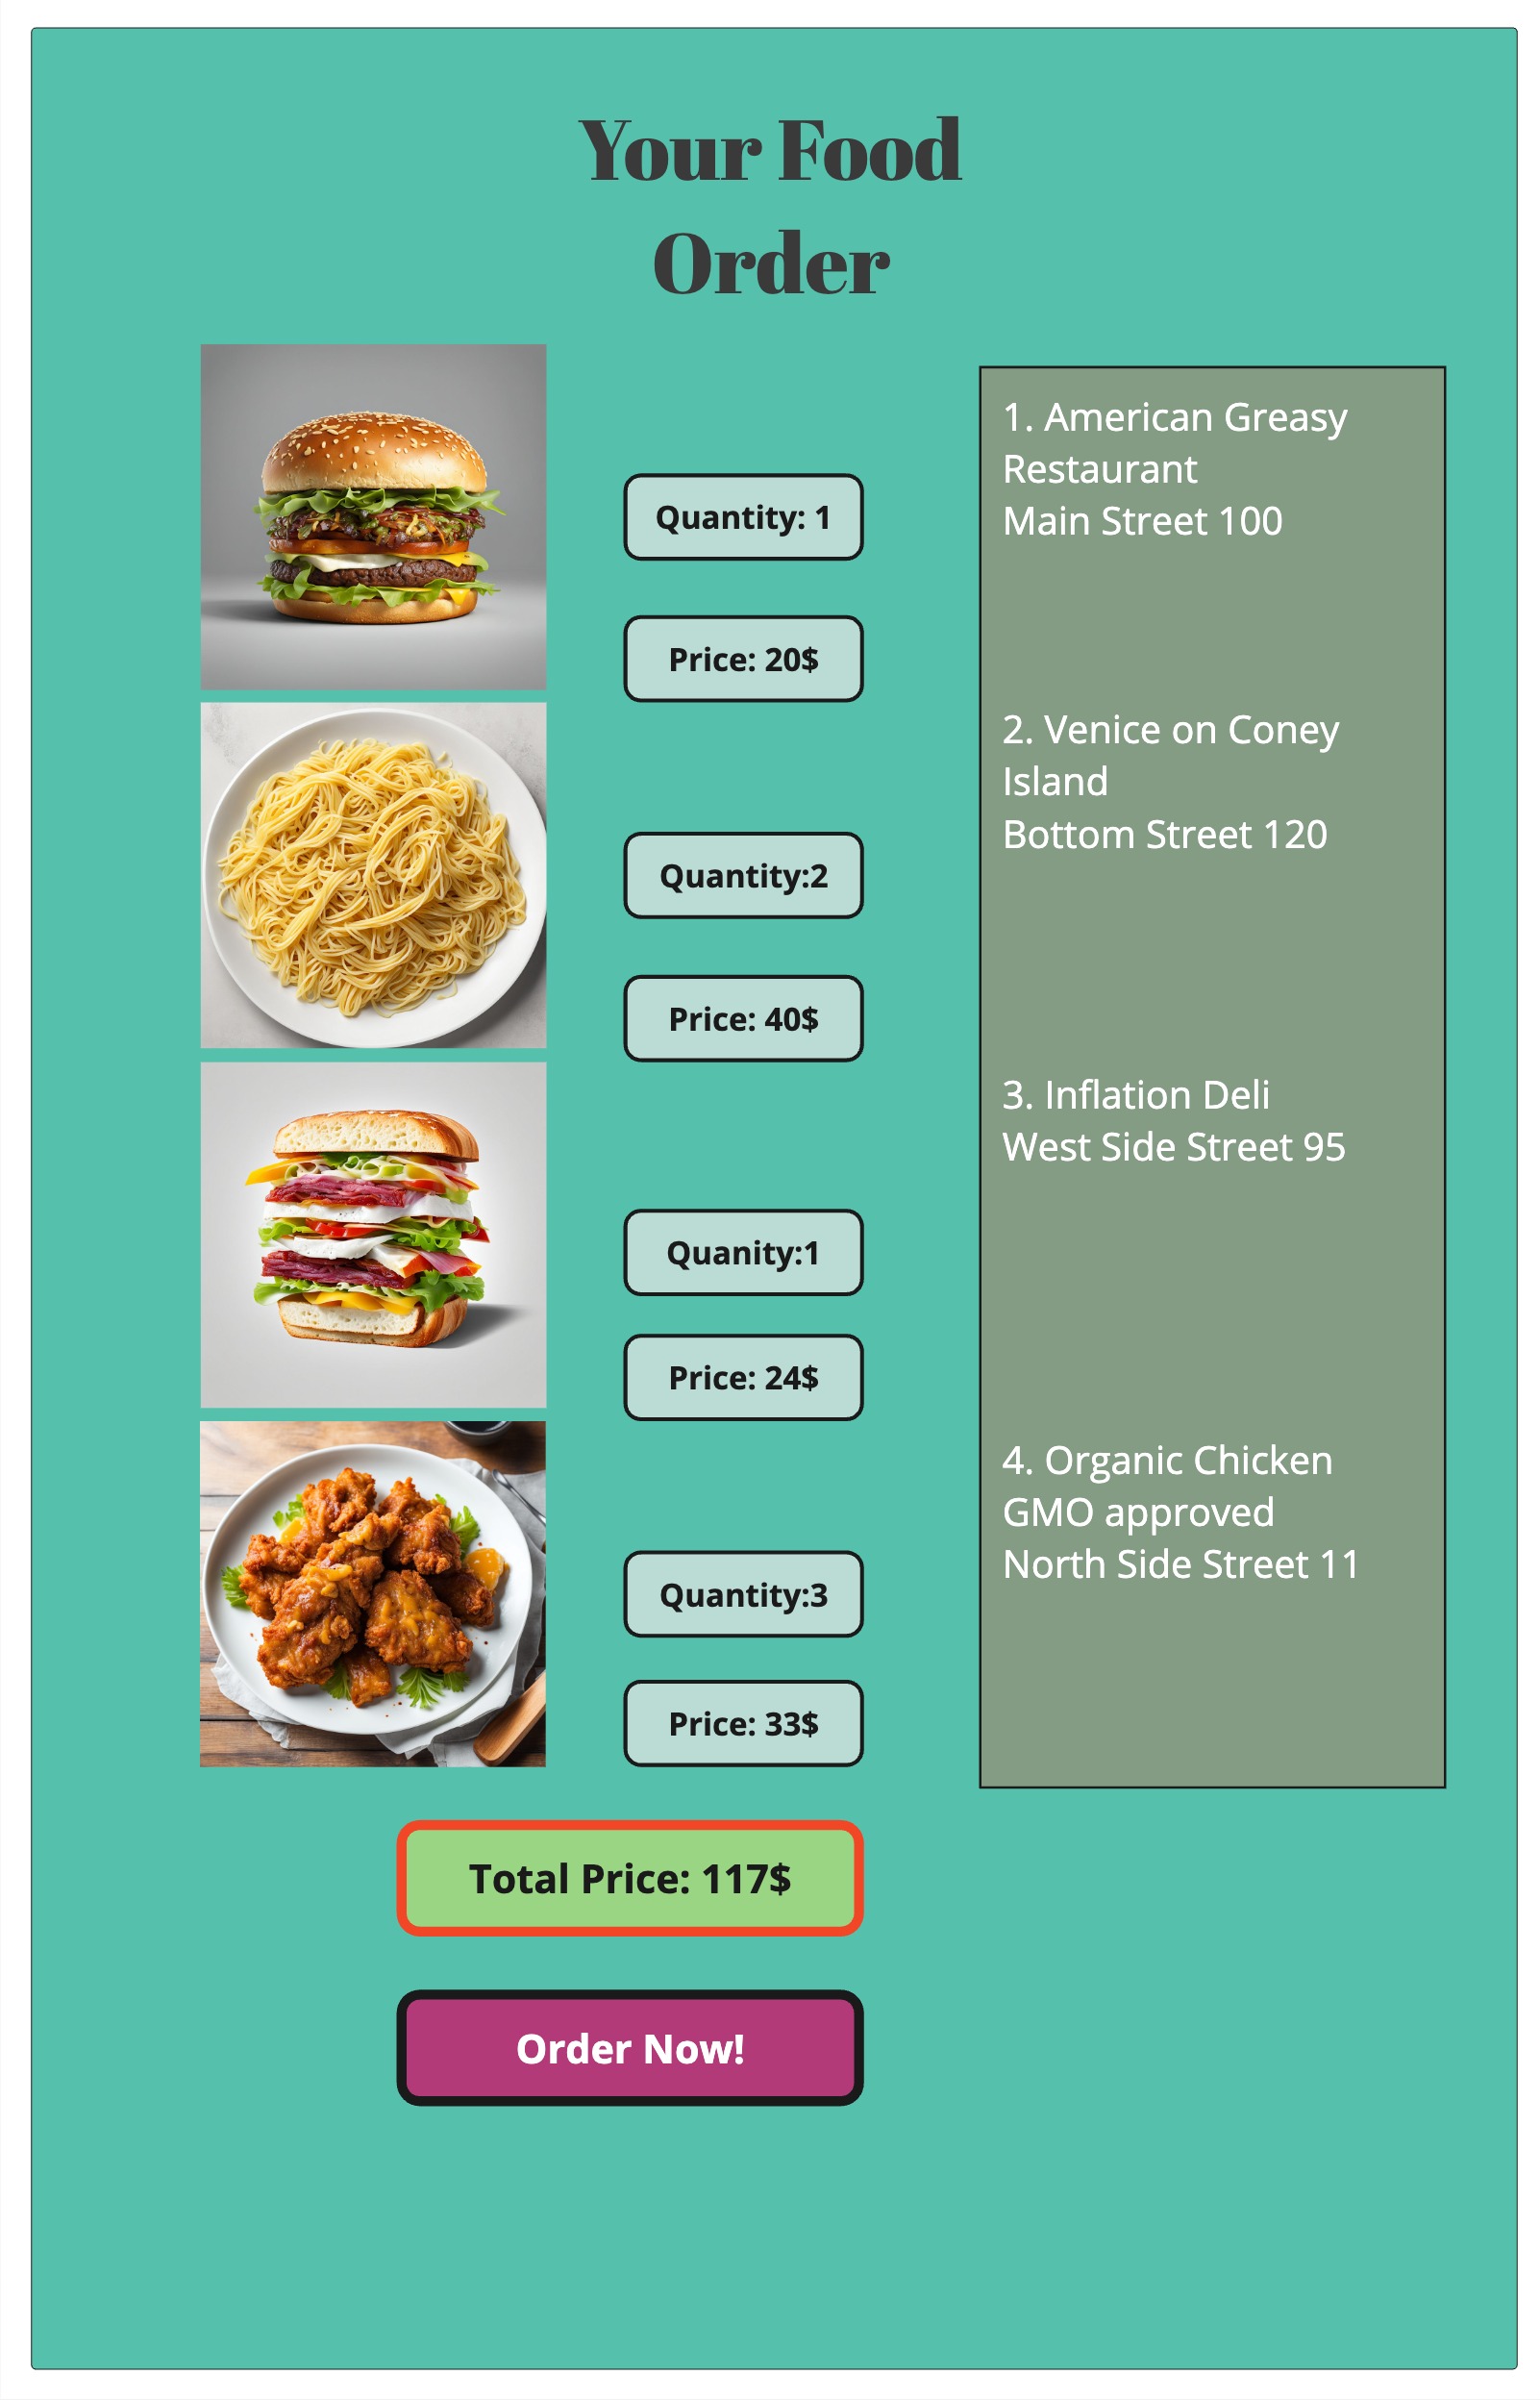 Your Food
Order
Quantity: 1
Price: 20$
Quantity:2
Price: 40$
Quanity:1
Price: 24$
Quantity:3
Price: 33$
1. American Greasy
Restaurant
Main Street 100
2. Venice on Coney
Island
Bottom Street 120
3. Inflation Deli
West Side Street 95
4. Organic Chicken
GMO approved
North Side Street 11
Total Price: 117$
Order Now!